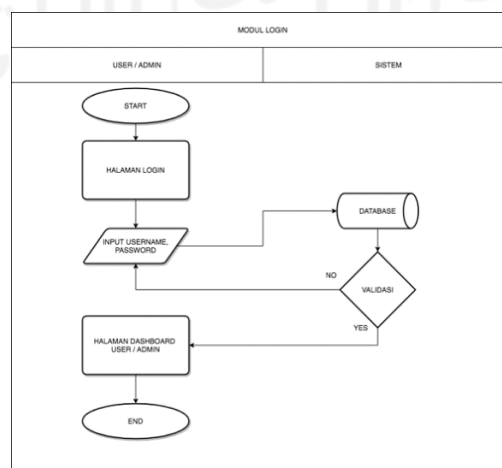 MODUL LOGIN
USER / ADMIN
SISTEM
START
HALAMAN LOGIN
INPUT USERNAME,
PASSWORD
DATABASE
NO
VALIDASI
YES
HALAMAN DASHBOARD
USER / ADMIN
END